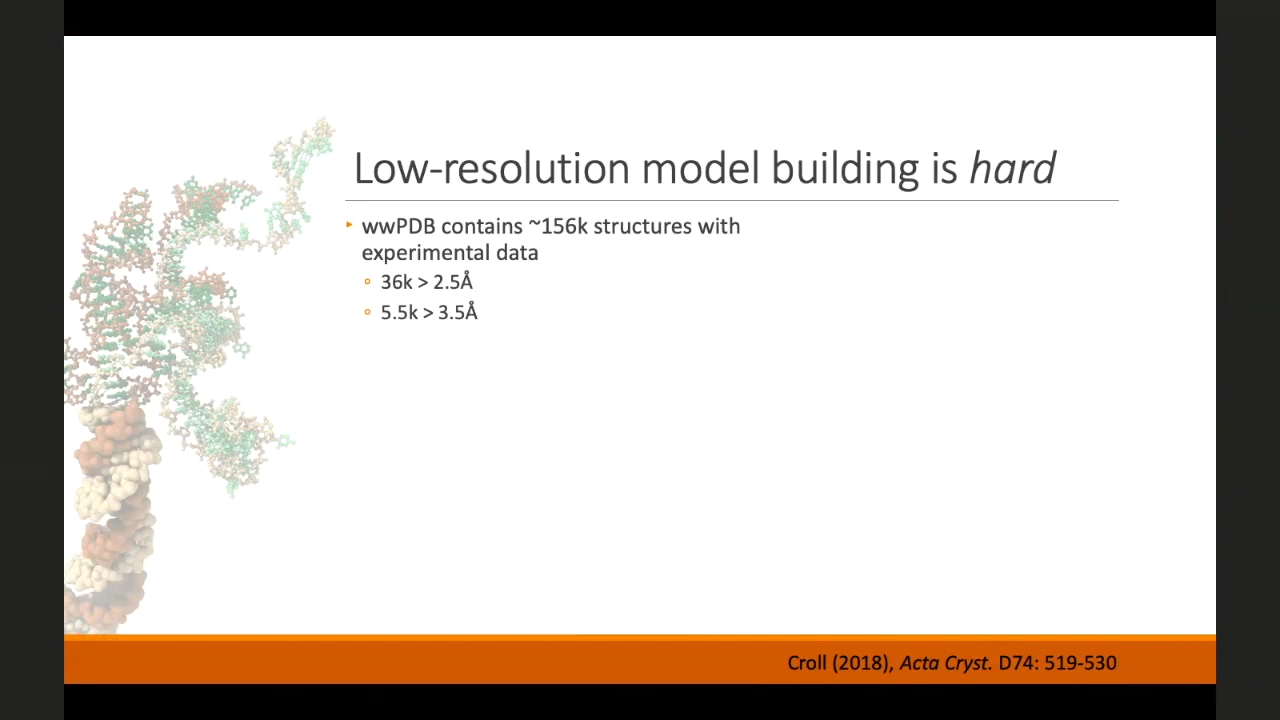 Low-resolution model building is hard
wwPDB contains ~156k structures with
experimental data
36k > 2.5Å
5.5k > 3.5Å
Croll (2018), Acta Cryst. D74: 519-530